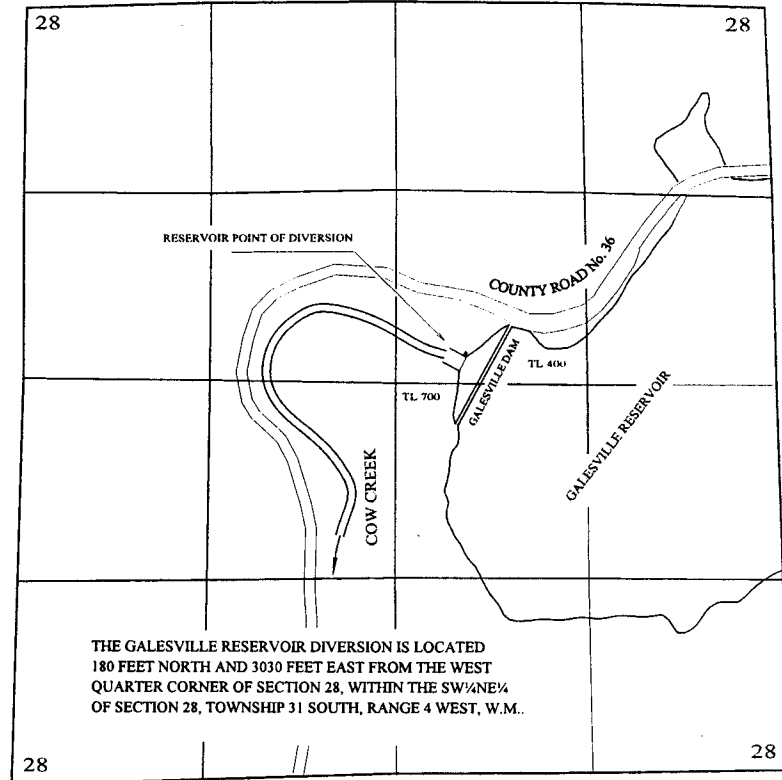 28
28
RESERVOIR POINT OF DIVERSION
COUNTY ROAD No. 36
TL 400
TL 700
GALESVILLE DAM
GALESVILLE RESERVOIR
COW CREEK
THE GALESVILLE RESERVOIR DIVERSION IS LOCATED
180 FEET NORTH AND 3030 FEET EAST FROM THE WEST
QUARTER CORNER OF SECTION 28, WITHIN THE SW¼NE¼
OF SECTION 28, TOWNSHIP 31 SOUTH, RANGE 4 WEST, W.M..
28
28